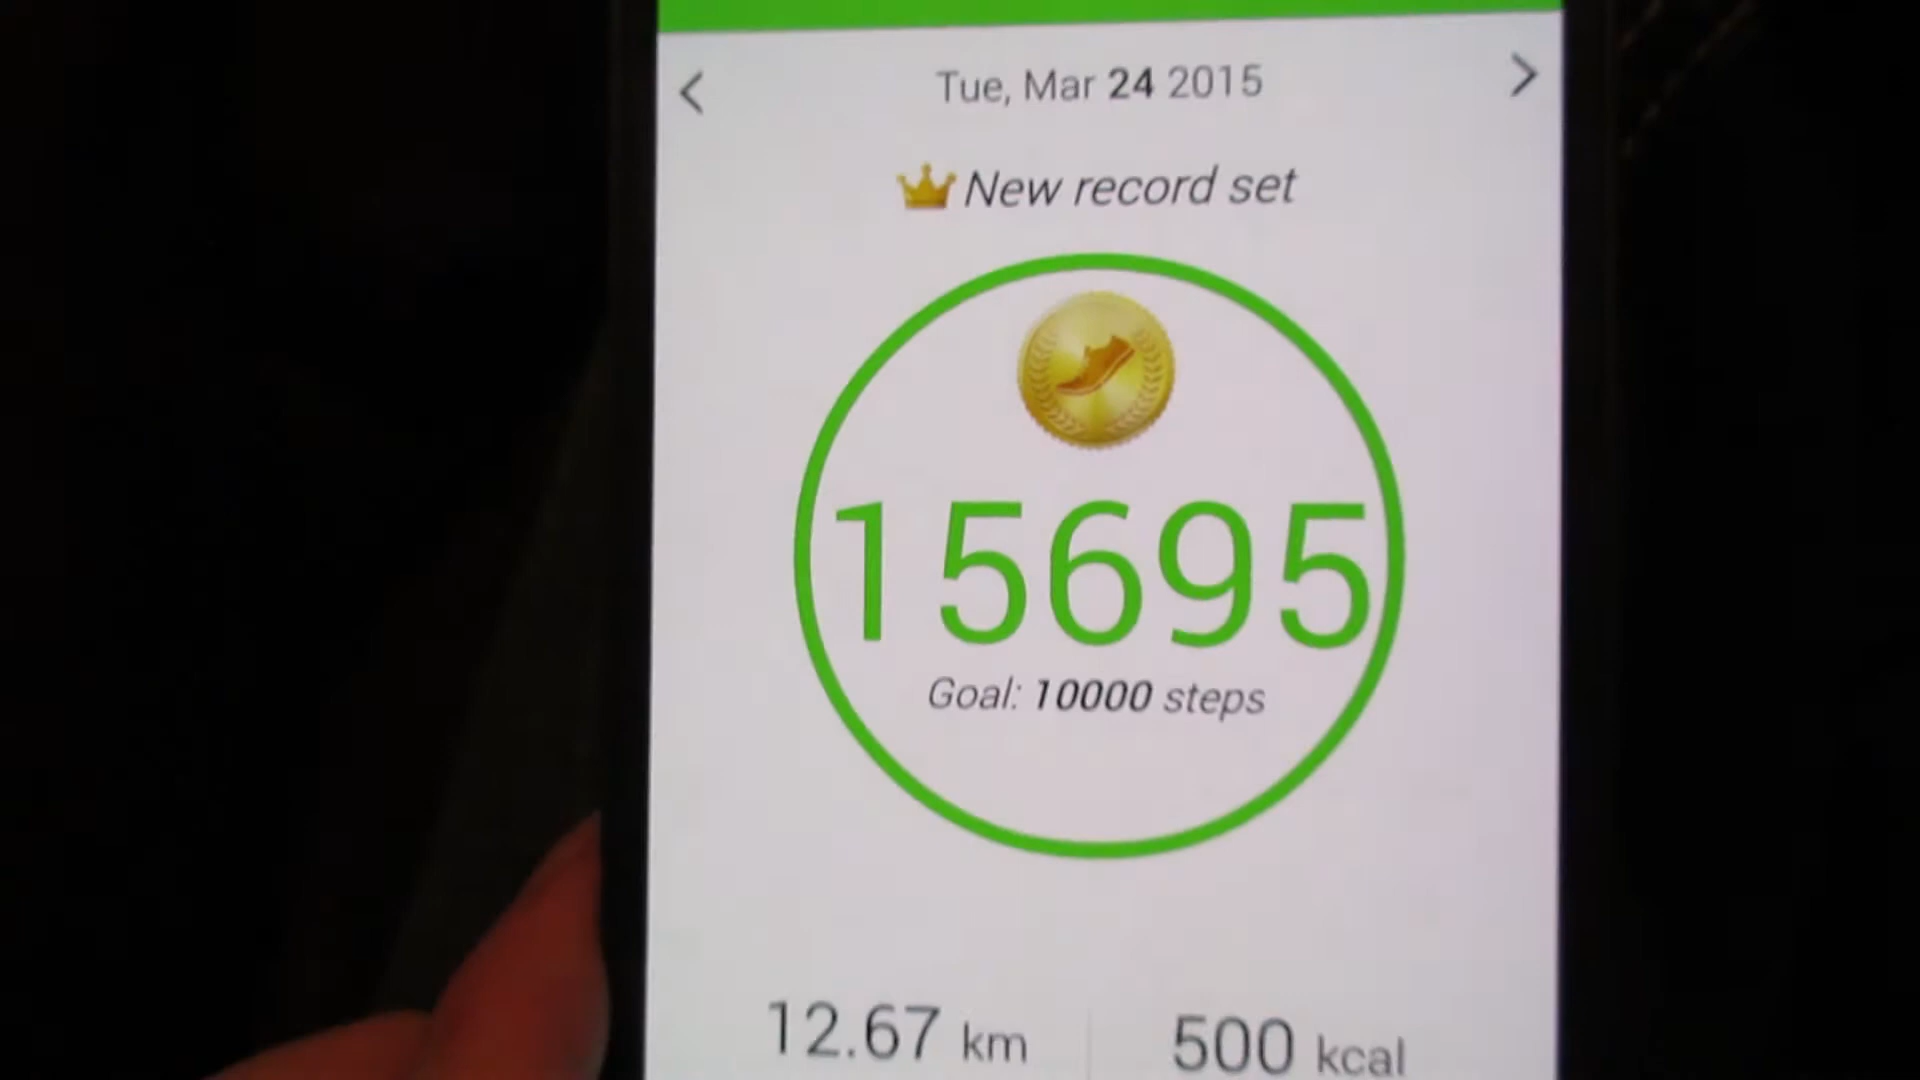 Tue, Mar 24 2015
New record set
15695
Goal: 10000 steps
12.67 km
500 kcal